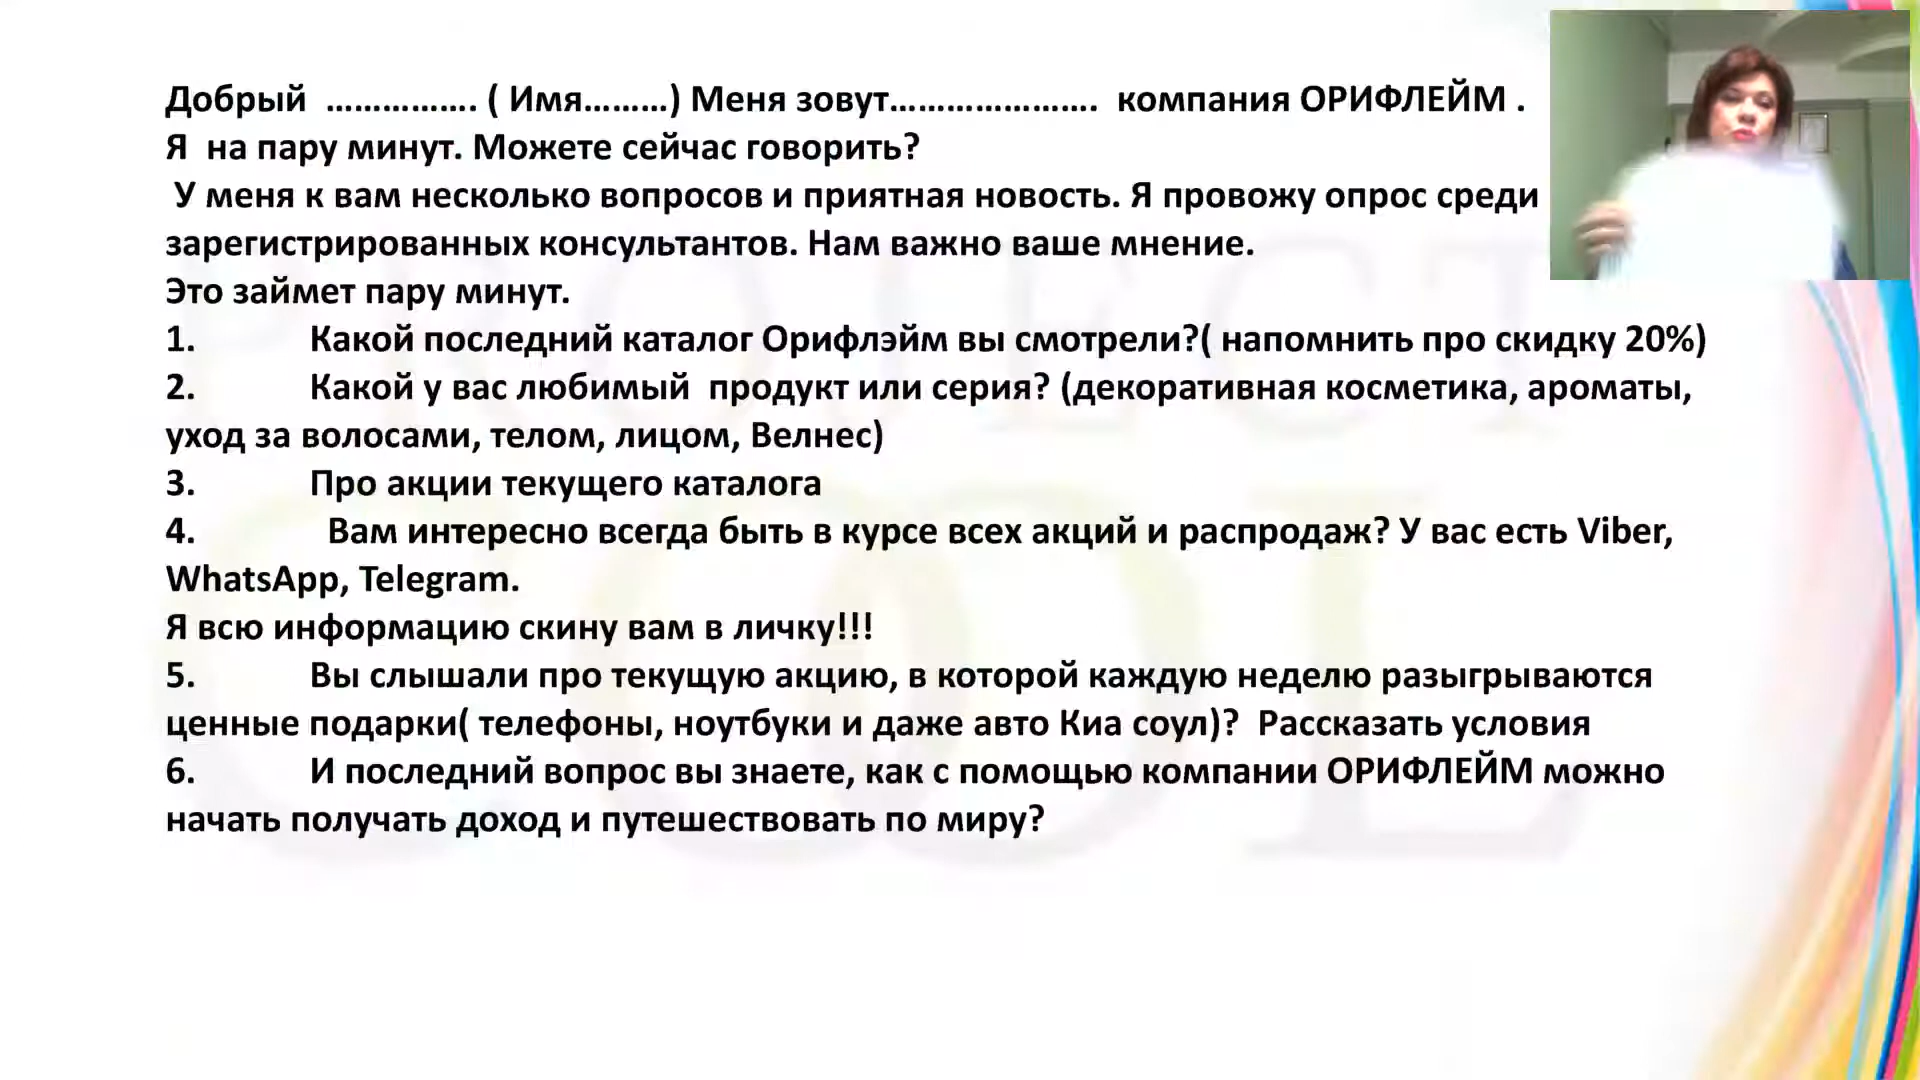 Добрый ................ ( Имя.........) Меня зовут...................... компания ОРИФЛЕЙМ .
Я на пару минут. Можете сейчас говорить?
У меня к вам несколько вопросов и приятная новость. Я провожу опрос среди
зарегистрированных консультантов. Нам важно ваше мнение.
Это займет пару минут.
1. Какой последний каталог Орифлэйм вы смотрели?( напомнить про скидку 20%)
2. Какой у вас любимый продукт или серия? (декоративная косметика, ароматы,
уход за волосами, телом, лицом, Велнес)
3. Про акции текущего каталога
4. Вам интересно всегда быть в курсе всех акций и распродаж? У вас есть Viber,
WhatsApp, Telegram.
Я всю информацию скину вам в личку!!!
5. Вы слышали про текущую акцию, в которой каждую неделю разыгрываются
ценные подарки( телефоны, ноутбуки и даже авто Киа соул)? Рассказать условия
6. И последний вопрос вы знаете, как с помощью компании ОРИФЛЕЙМ можно
начать получать доход и путешествовать по миру?
PROJECT
COOL